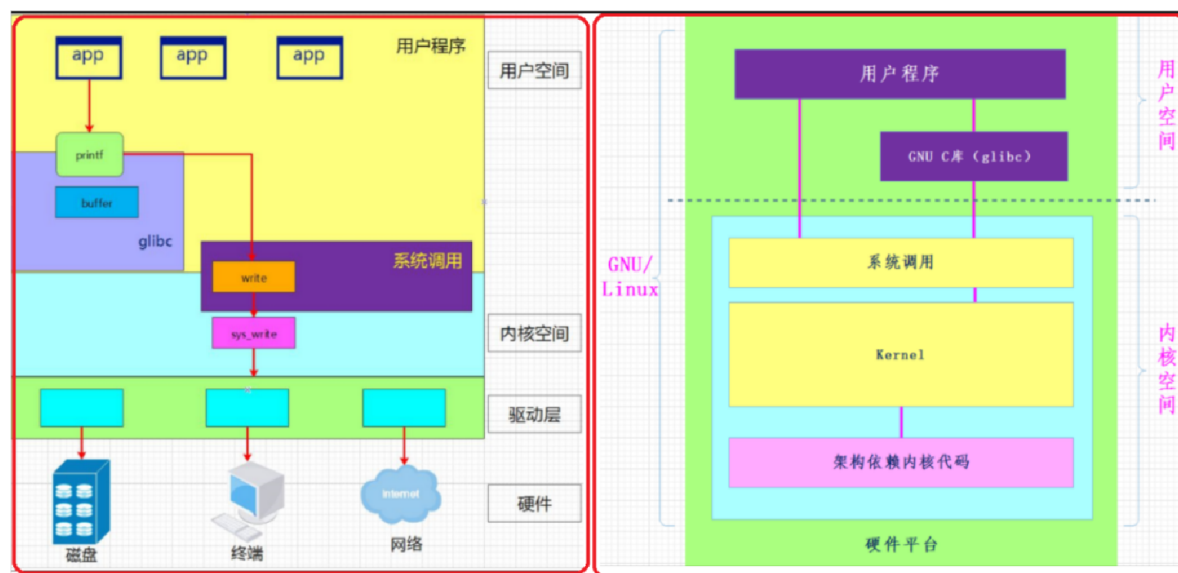 app
app
app
用户程序
用户空间
printf
buffer
glibc
系统调用
write
sys_write
内核空间
驱动层
Internet
硬件
磁盘
终端
网络
用户程序
用户空间
GNU C库（glibc）
GNU/
Linux
系统调用
Kernel
内核空间
架构依赖内核代码
硬件平台